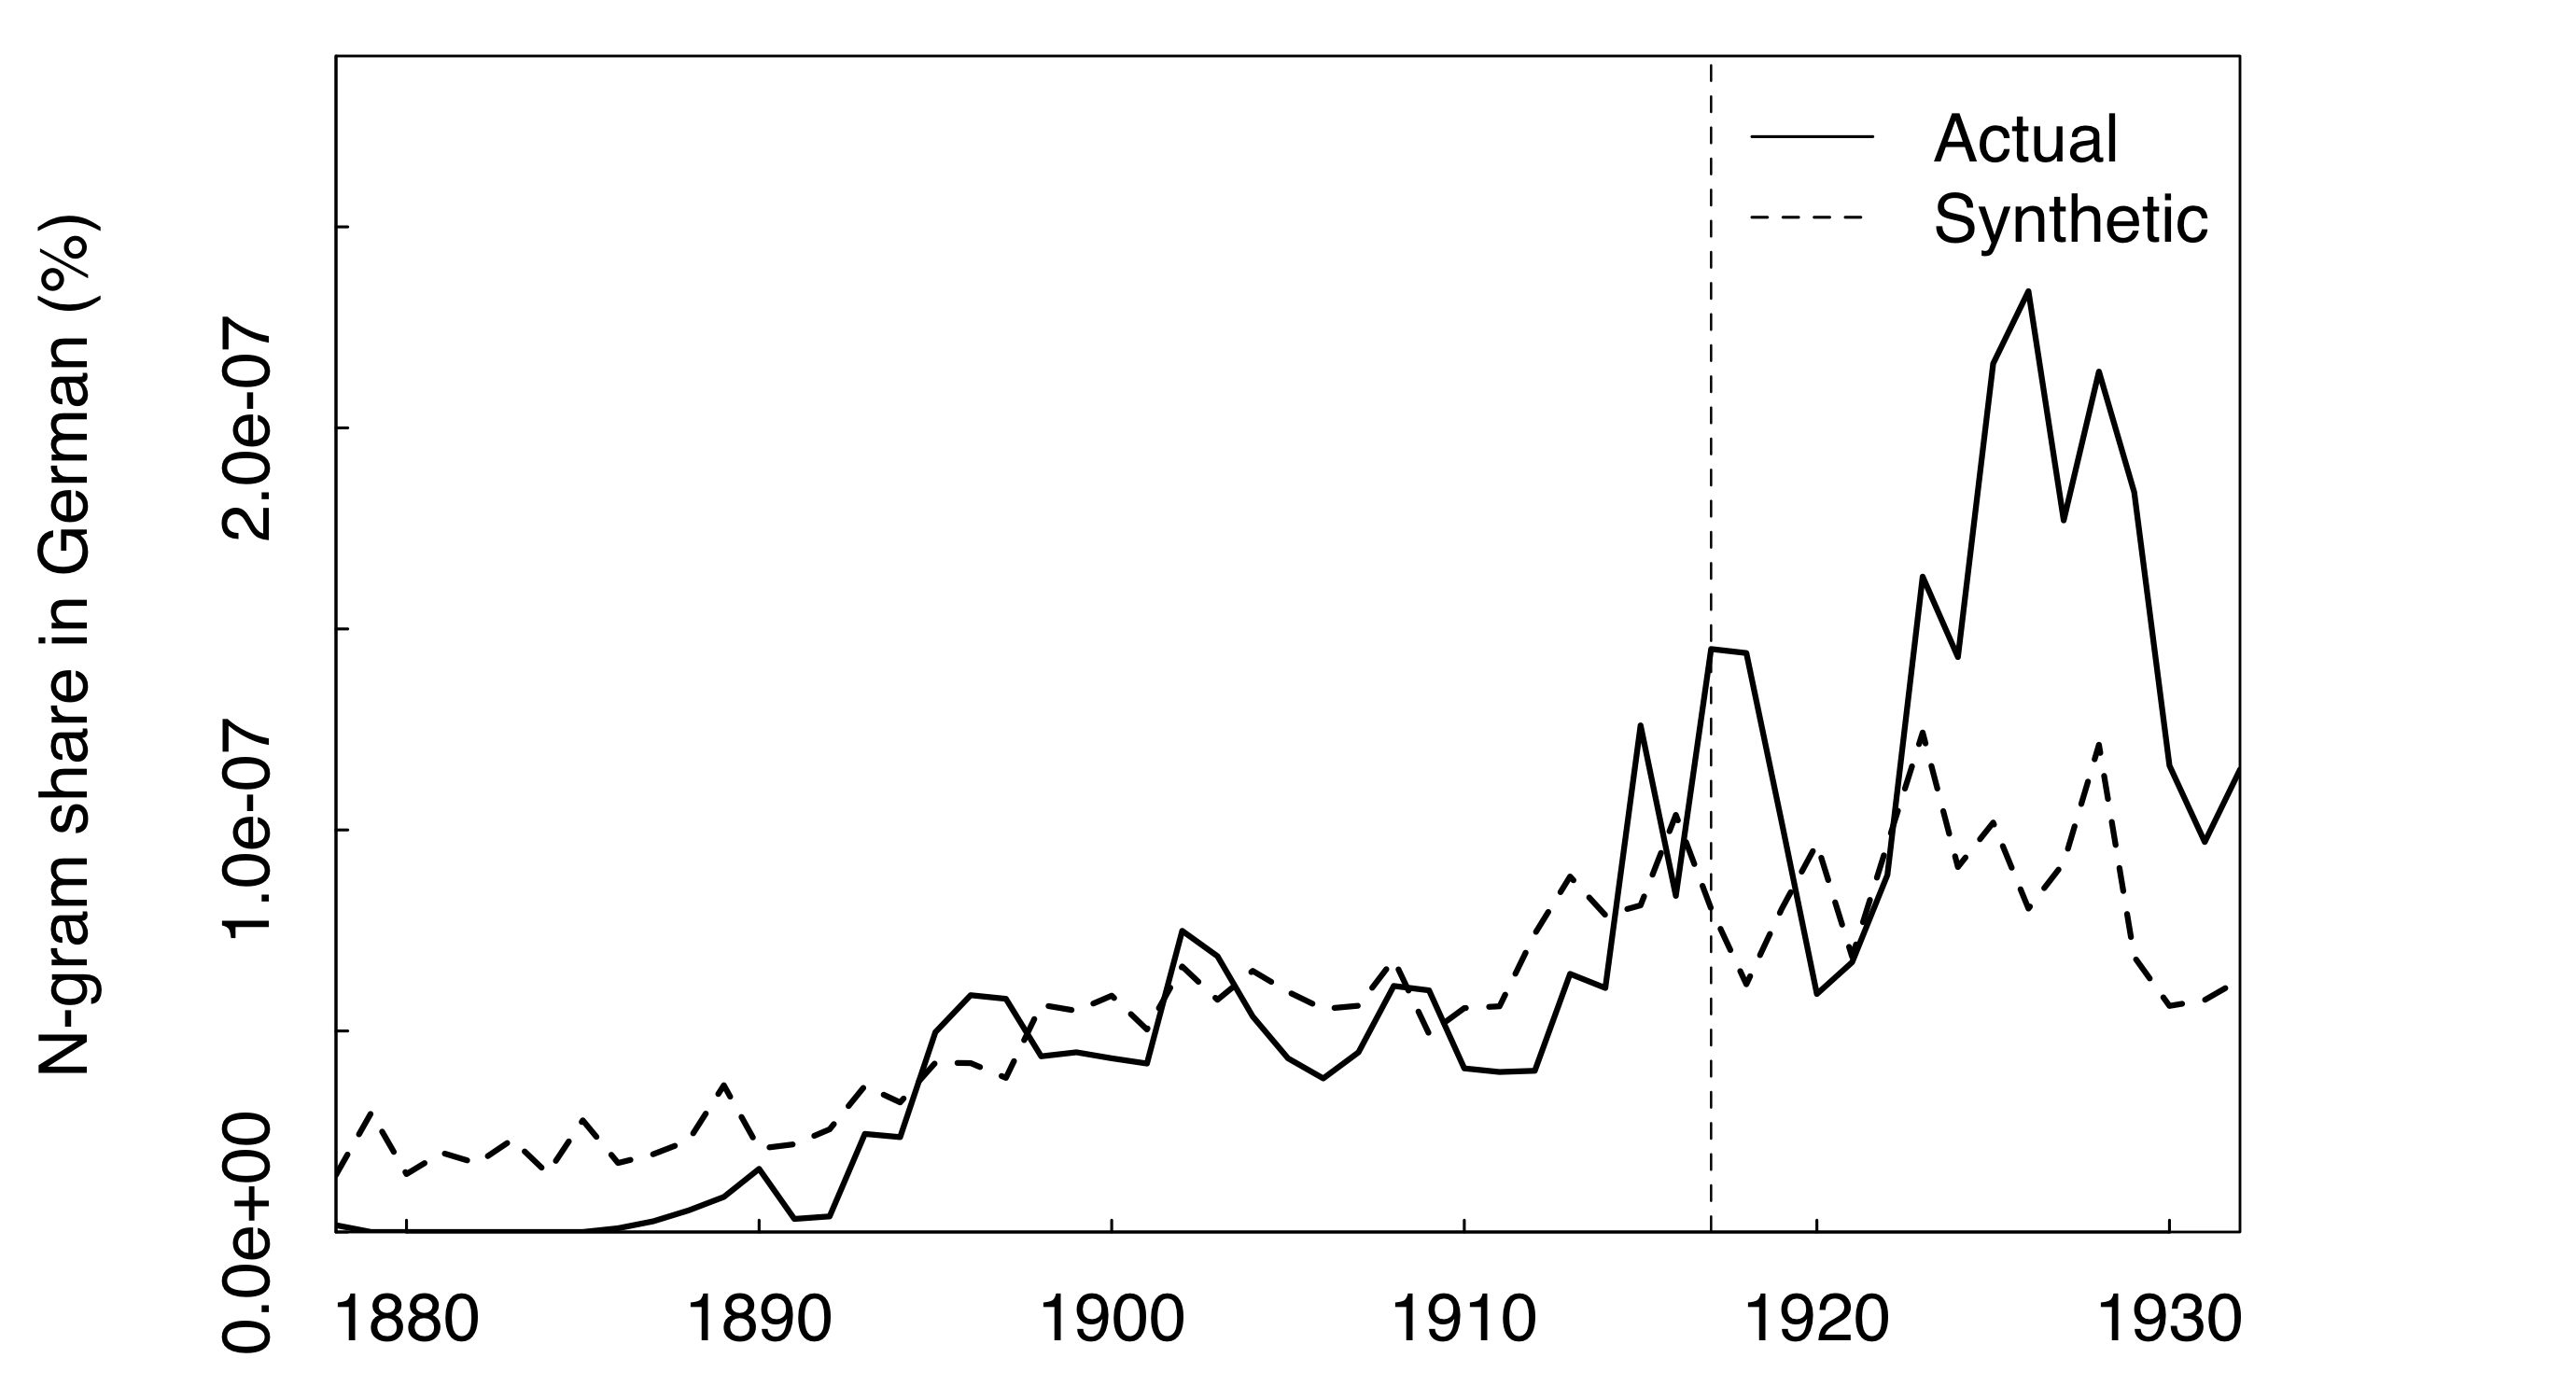 Actual
Synthetic
N-gram share in German (%)
2.0e-07
1.0e-07
0.0e+00
1880 1890 1900 1910 1920 1930